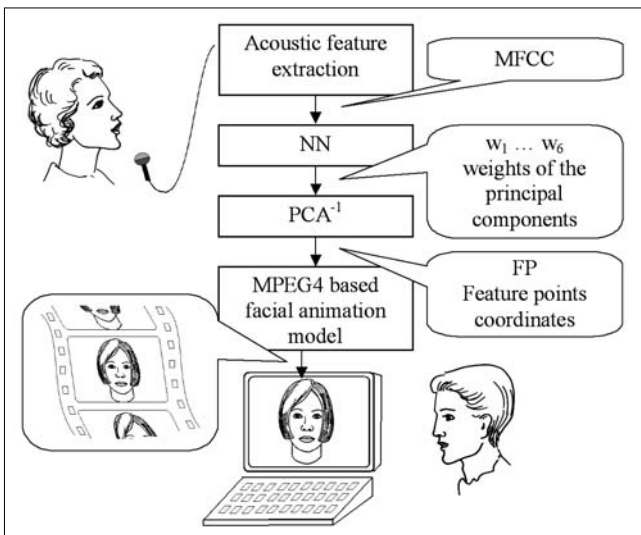 Acoustic feature
extraction
MFCC
NN
w₁ … w₆
weights of the
principal
components
PCA⁻¹
FP
Feature points
coordinates
MPEG4 based
facial animation
model